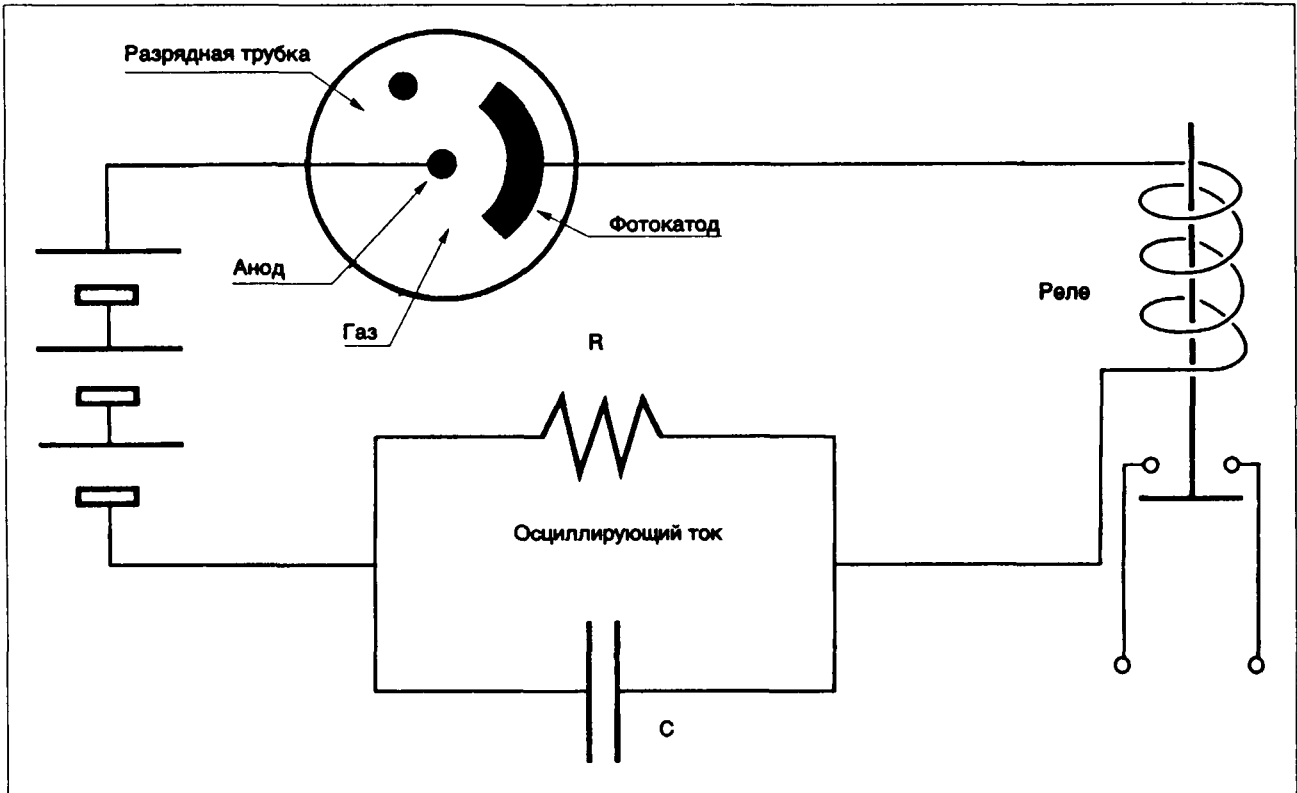 Разрядная трубка
Фотокатод
Анод
Газ
Реле
R
Осциллирующий ток
C